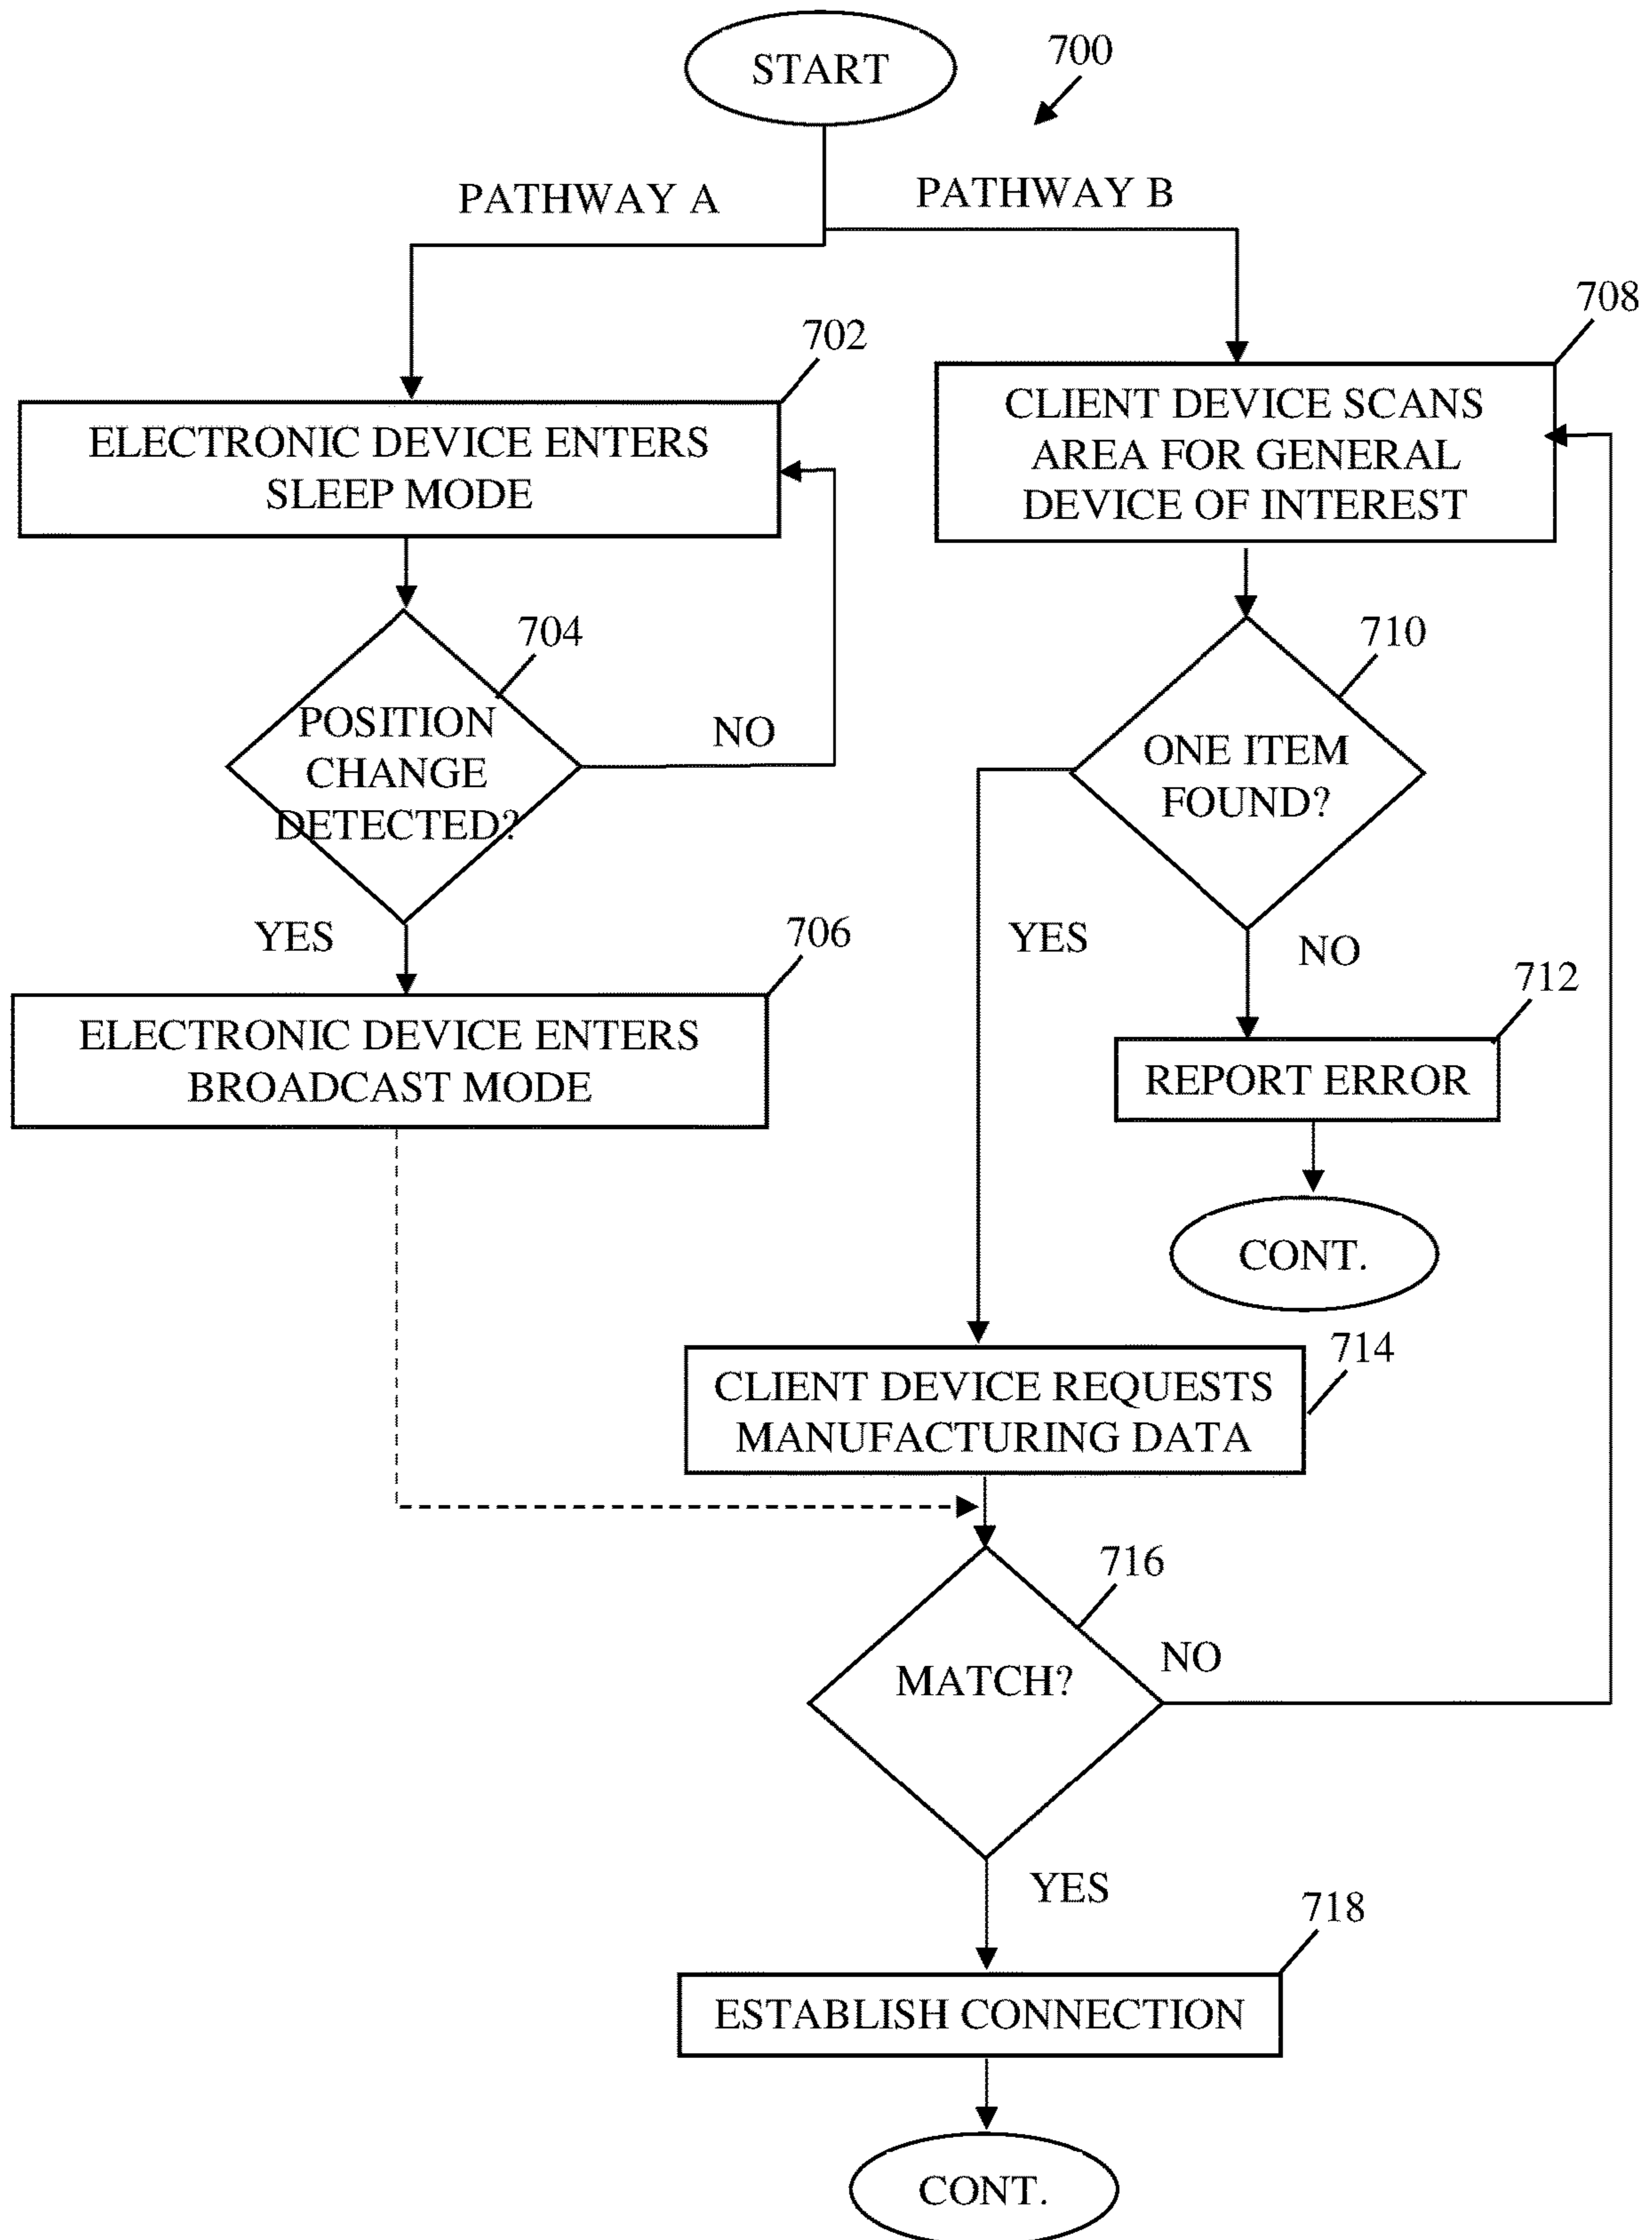 START
700
PATHWAY A
PATHWAY B
708
702
CLIENT DEVICE SCANS
AREA FOR GENERAL
DEVICE OF INTEREST
ELECTRONIC DEVICE ENTERS
SLEEP MODE
704
710
POSITION
CHANGE
DETECTED?
NO
ONE ITEM
FOUND?
YES
706
YES
NO
712
ELECTRONIC DEVICE ENTERS
BROADCAST MODE
REPORT ERROR
CONT.
714
CLIENT DEVICE REQUESTS
MANUFACTURING DATA
716
MATCH?
NO
YES
718
ESTABLISH CONNECTION
CONT.